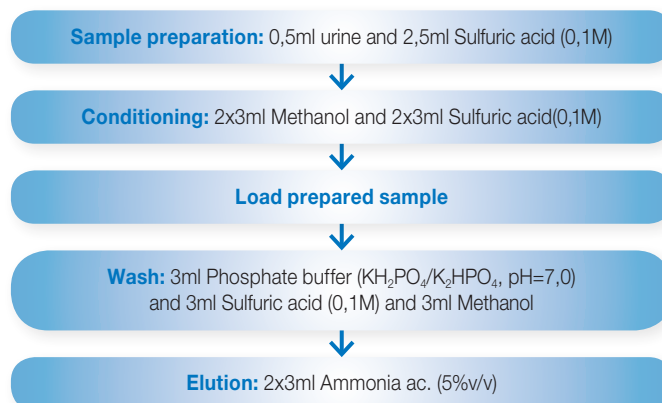 Sample preparation: 0,5ml urine and 2,5ml Sulfuric acid (0,1M)
Conditioning: 2x3ml Methanol and 2x3ml Sulfuric acid(0,1M)
Load prepared sample
Wash: 3ml Phosphate buffer (KH₂PO₄/K₂HPO₄, pH=7,0)
and 3ml Sulfuric acid (0,1M) and 3ml Methanol
Elution: 2x3ml Ammonia ac. (5%v/v)